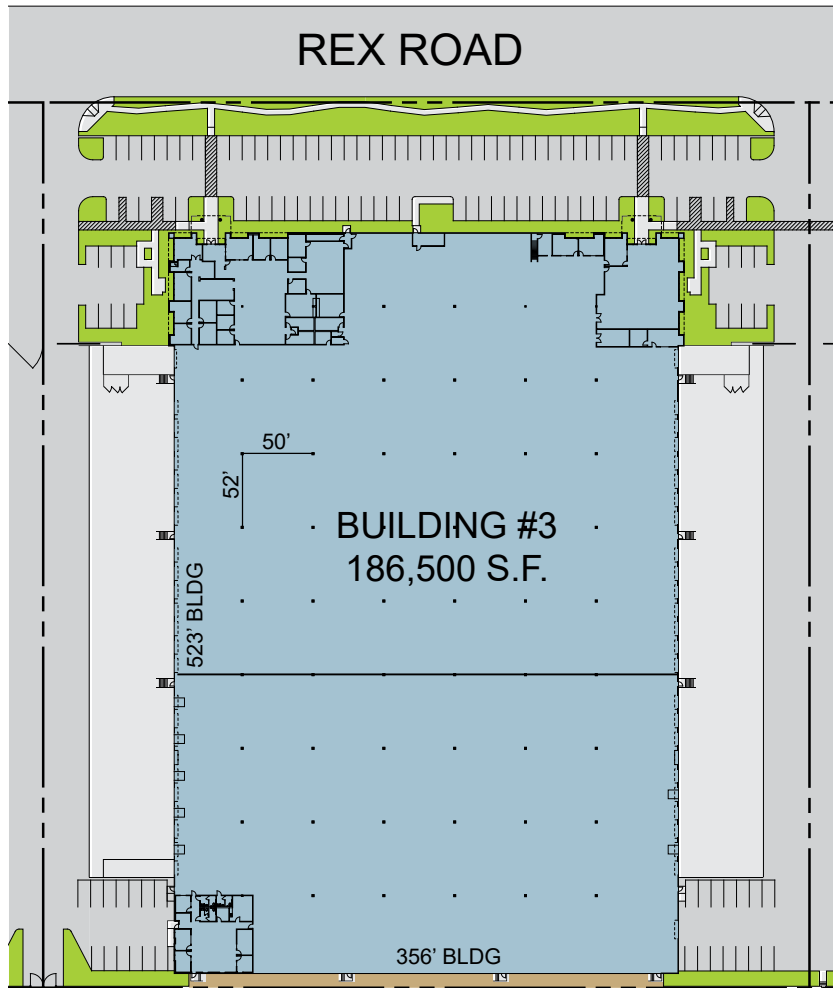 REX ROAD
50'
52'
BUILDING #3
186,500 S.F.
523' BLDG
356' BLDG